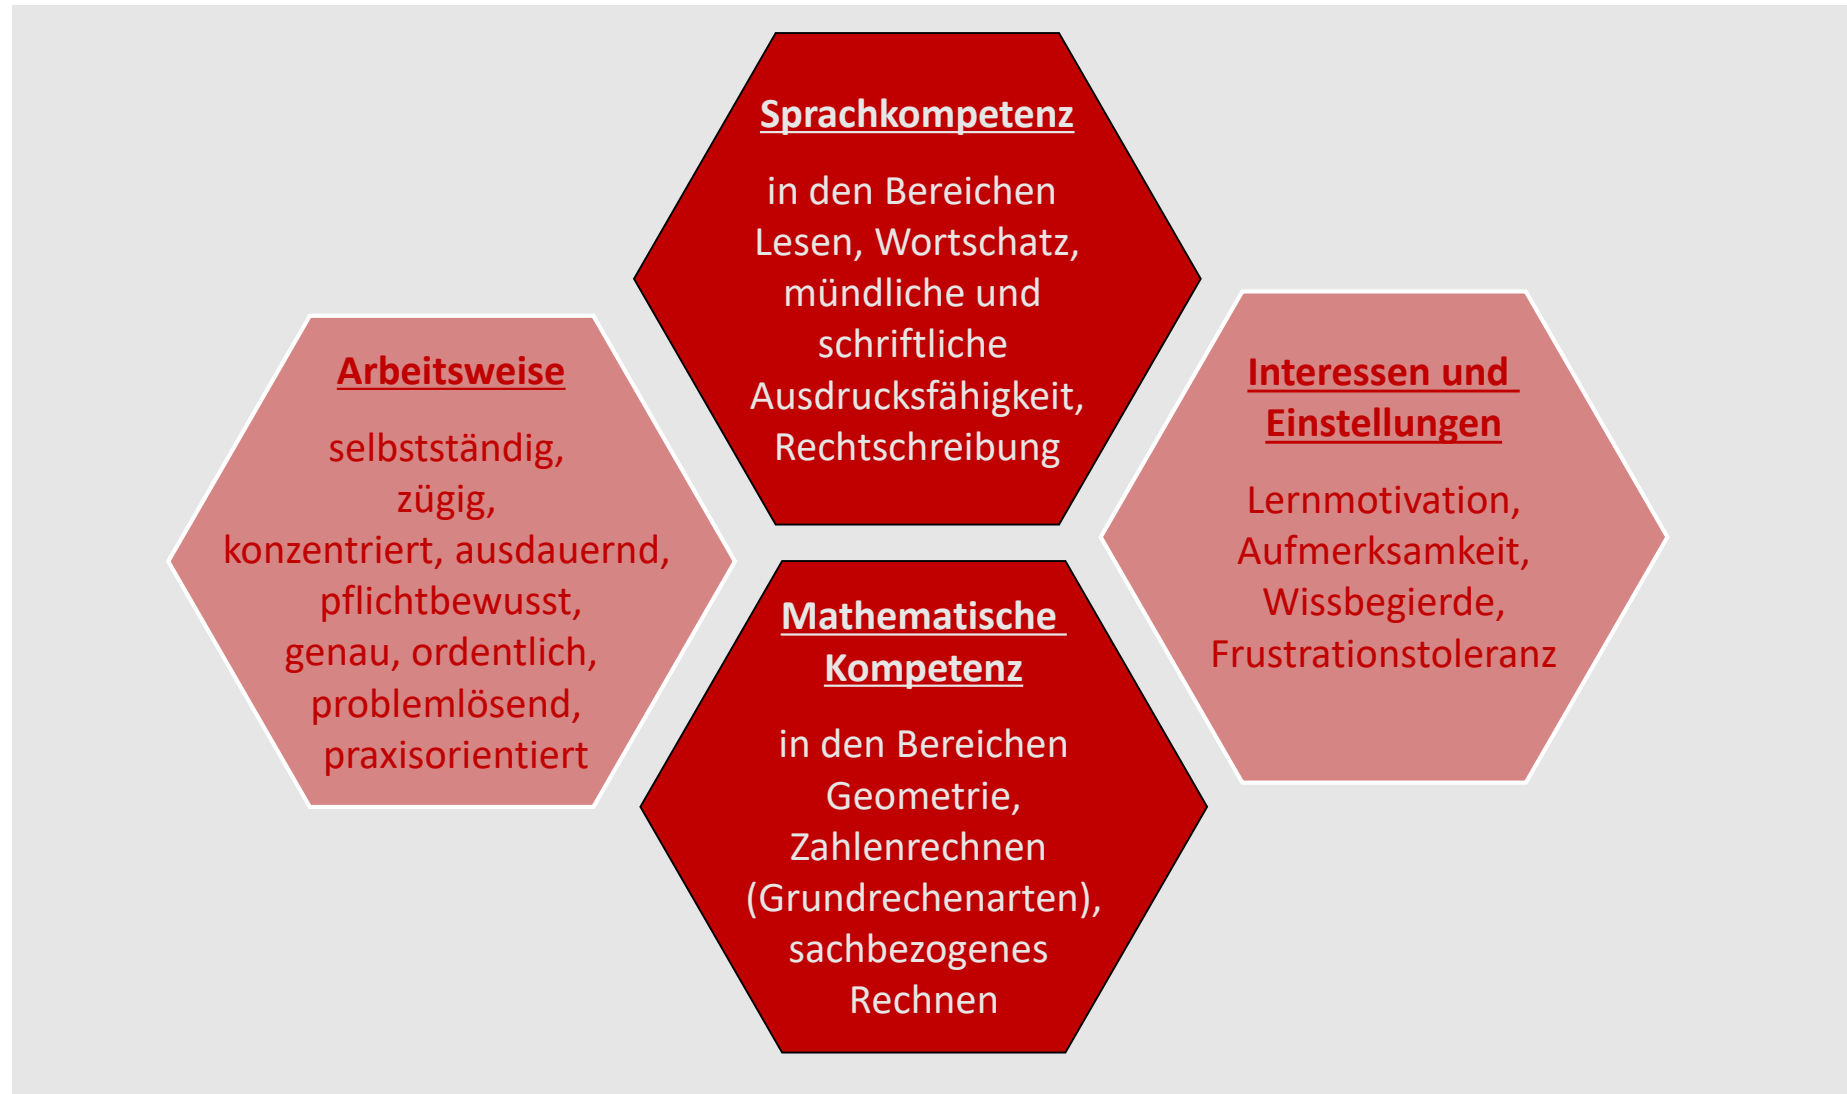 Sprachkompetenz
in den Bereichen
Lesen, Wortschatz,
mündliche und
schriftliche
Ausdrucksfähigkeit,
Rechtschreibung
Arbeitsweise
selbstständig,
zügig,
konzentriert, ausdauernd,
pflichtbewusst,
genau, ordentlich,
problemlösend,
praxisorientiert
Interessen und
Einstellungen
Lernmotivation,
Aufmerksamkeit,
Wissbegierde,
Frustrationstoleranz
Mathematische
Kompetenz
in den Bereichen
Geometrie,
Zahlenrechnen
(Grundrechenarten),
sachbezogenes
Rechnen